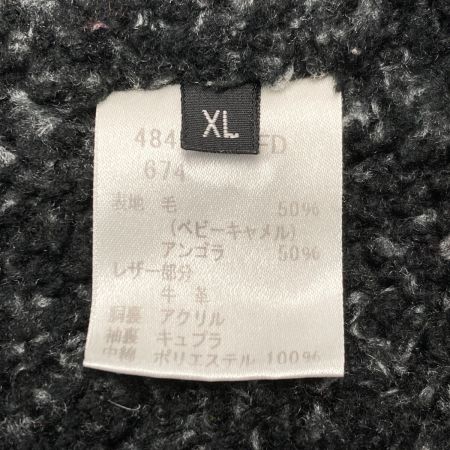 XL
484 FD
674
表地 毛 50%
(ベビーキャメル)
アンゴラ 50%
レザー部分
牛 革
胴裏 アクリル
袖裏 キュプラ
中綿 ポリエステル 100%